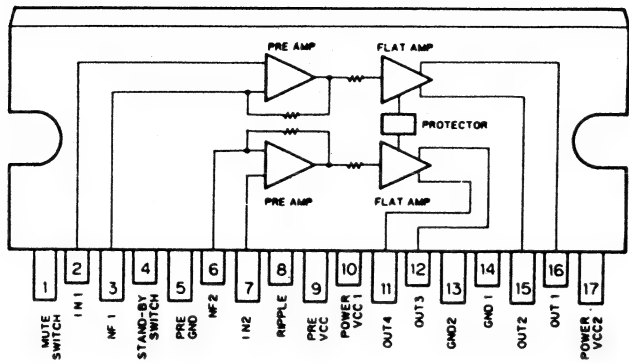 PRE AMP
FLAT AMP
PROTECTOR
PRE AMP
FLAT AMP
1
2
3
4
5
6
7
8
9
10
11
12
13
14
15
16
17
MUTE
SWITCH
IN 1
NF 1
STAND-BY
SWITCH
PRE
GND
NF2
IN2
RIPPLE
PRE
VCC
POWER
VCC 1
OUT4
OUT3
GND2
GND 1
OUT2
OUT 1
POWER
VCC2